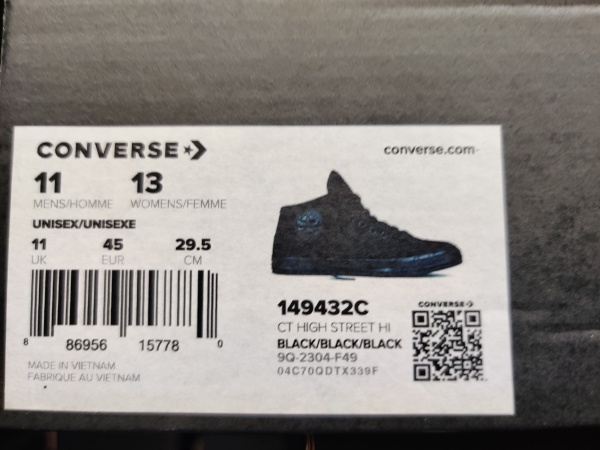 CONVERSE
converse.com
11 13
MENS/HOMME WOMENS/FEMME
UNISEX/UNISEXE
11 45 29.5
UK EUR CM
8 86956 15778 0
MADE IN VIETNAM
FABRIQUE AU VIETNAM
149432C
CT HIGH STREET HI
BLACK/BLACK/BLACK
9Q-2304-F49
04C70QDTX339F
CONVERSE